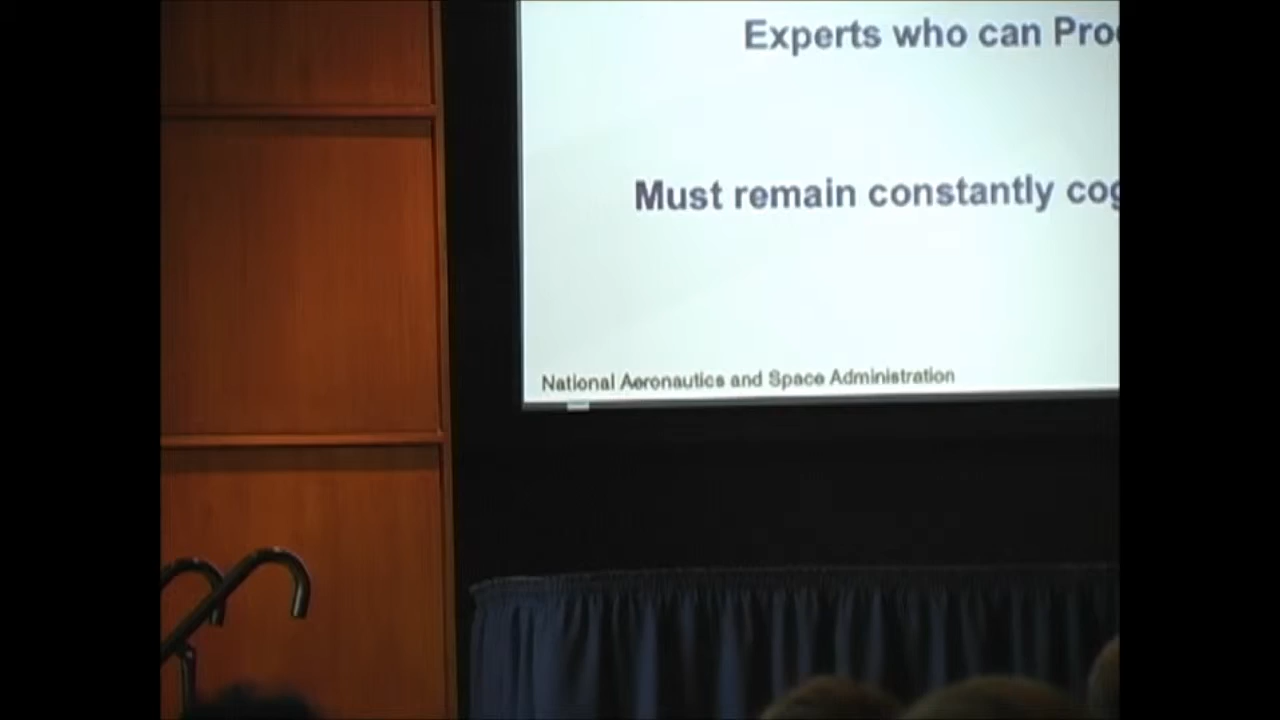 Experts who can Pro
Must remain constantly cog
National Aeronautics and Space Administration